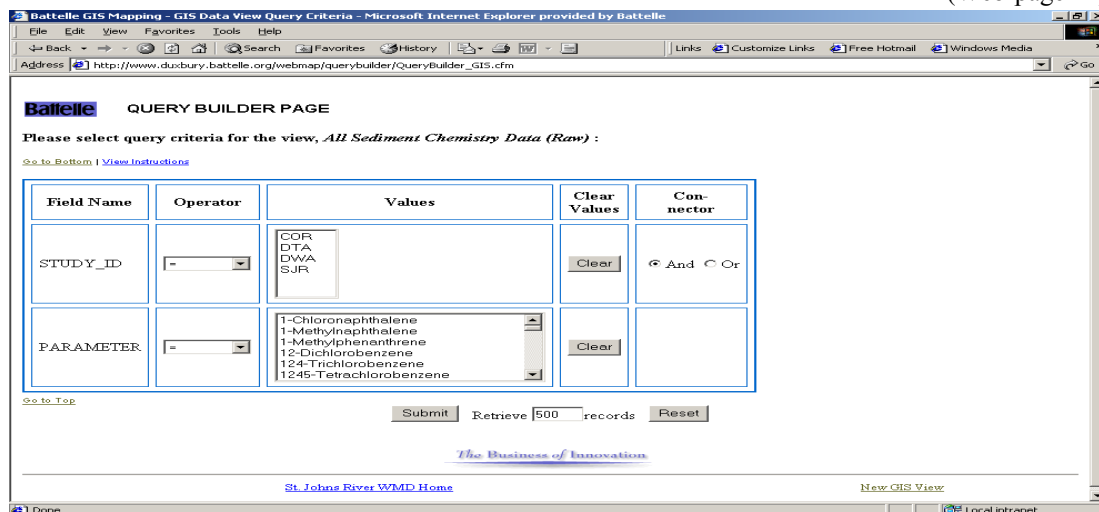 (Web page
Battelle GIS Mapping - GIS Data View Query Criteria - Microsoft Internet Explorer provided by Battelle
File Edit View Favorites Tools Help
Back Search Favorites History Links Customize Links Free Hotmail Windows Media
Address http://www.duxbury.battelle.org/webmap/querybuilder/QueryBuilder_GIS.cfm Go
Battelle QUERY BUILDER PAGE
Please select query criteria for the view, All Sediment Chemistry Data (Raw) :
Go to Bottom | View Instructions
Field Name Operator Values Clear Values Con-nector
STUDY_ID = COR
DTA
DWA
SJR
Clear And Or
PARAMETER = 1-Chloronaphthalene
1-Methylnaphthalene
1-Methylphenanthrene
12-Dichlorobenzene
124-Trichlorobenzene
1245-Tetrachlorobenzene
Clear
Go to Top
Submit Retrieve 500 records Reset
The Business of Innovation
St. Johns River WMD Home New GIS View
Done Local intranet